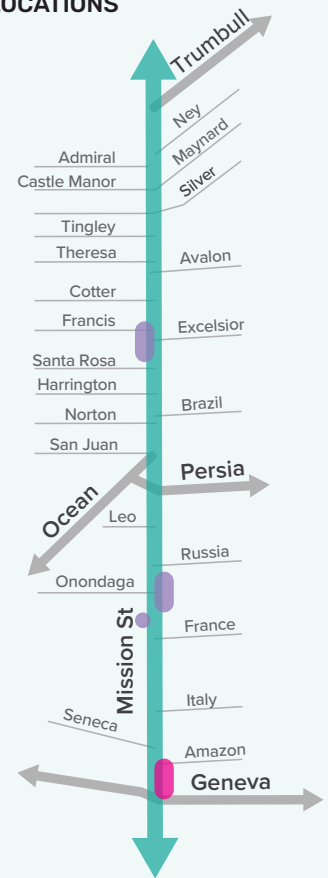 LOCATIONS
Trumbull
Ney
Maynard
Admiral
Castle Manor
Silver
Tingley
Theresa
Avalon
Cotter
Francis
Excelsior
Santa Rosa
Harrington
Brazil
Norton
San Juan
Persia
Ocean
Leo
Russia
Onondaga
Mission St
France
Italy
Seneca
Amazon
Geneva